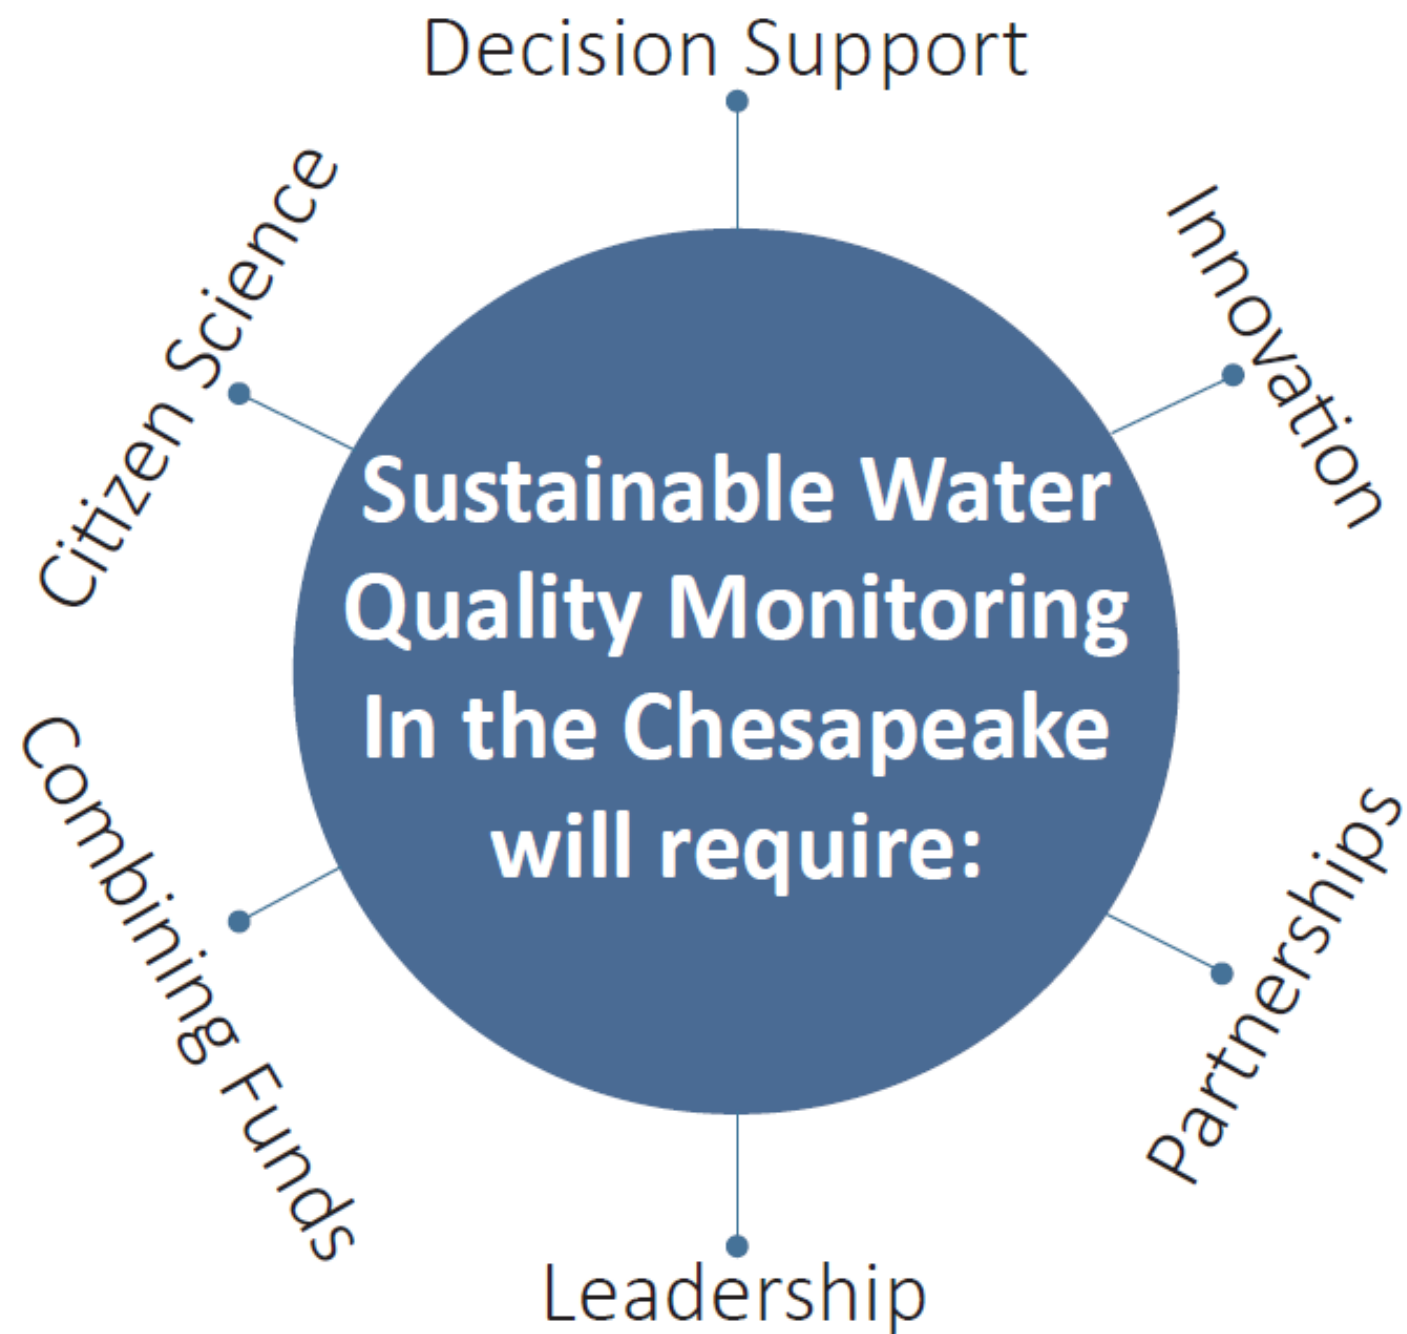 Decision Support
Innovation
Citizen Science
Sustainable Water
Quality Monitoring
In the Chesapeake
will require:
Combining Funds
Partnerships
Leadership